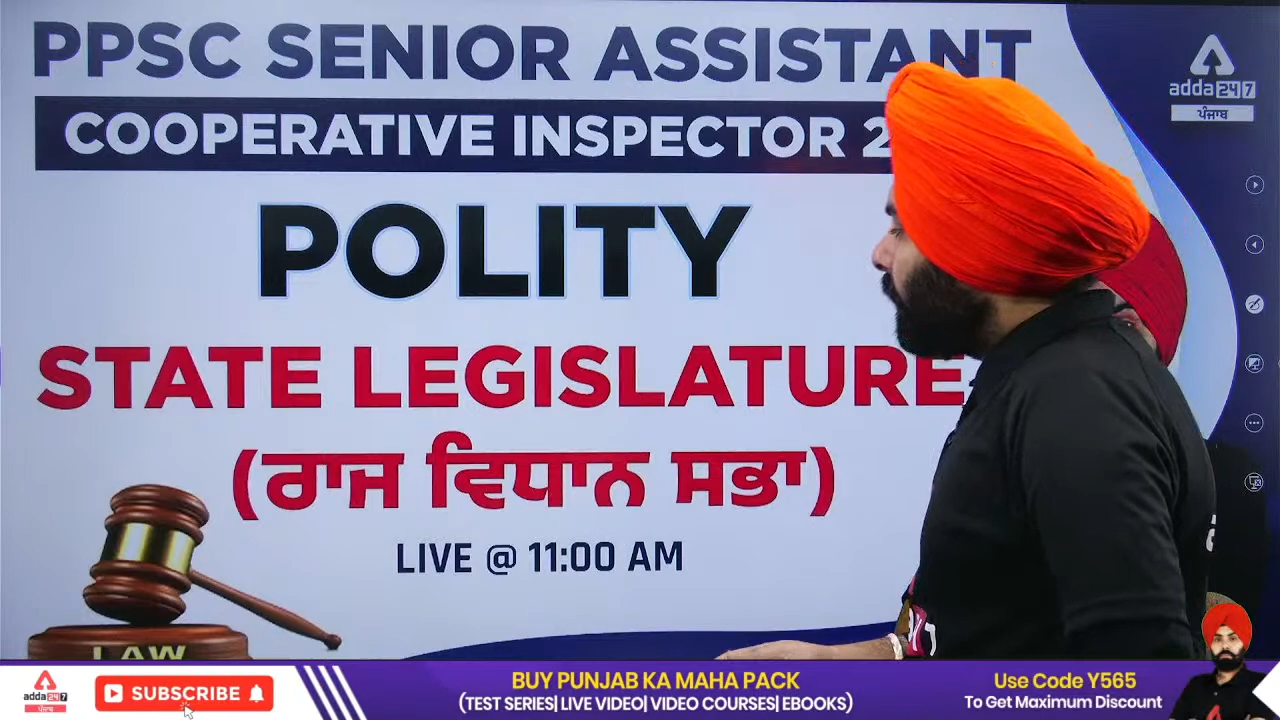 PPSC SENIOR ASSISTANT
COOPERATIVE INSPECTOR 2
POLITY
STATE LEGISLATURE
(ਰਾਜ ਵਿਧਾਨ ਸਭਾ)
LIVE @ 11:00 AM
LAW
adda247
ਪੰਜਾਬ
adda247
ਪੰਜਾਬ
SUBSCRIBE
BUY PUNJAB KA MAHA PACK
(TEST SERIES| LIVE VIDEO| VIDEO COURSES| EBOOKS)
Use Code Y565
To Get Maximum Discount